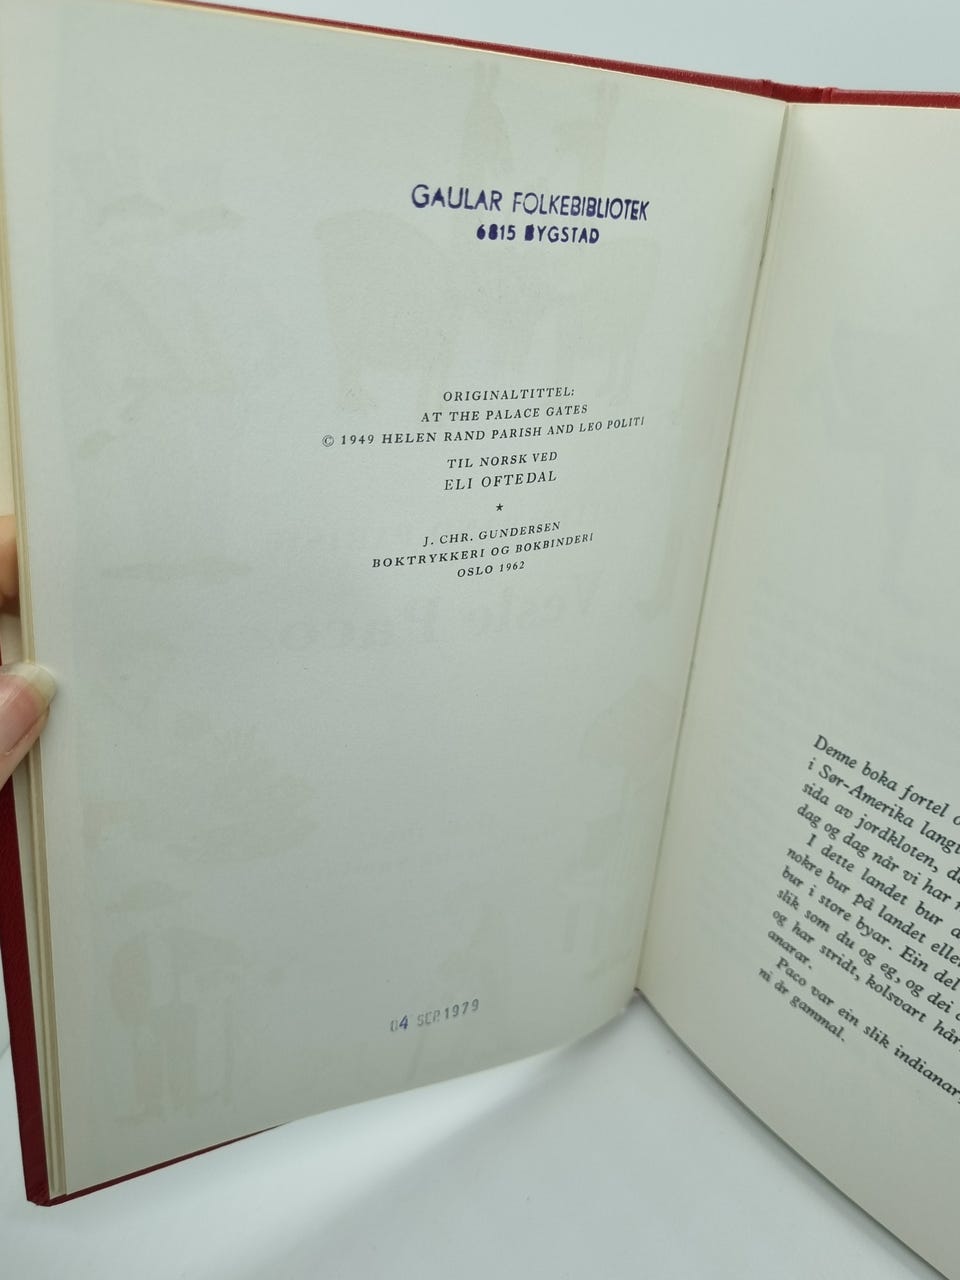 GAULAR FOLKEBIBLIOTEK
6815 BYGSTAD
ORIGINALTITTEL:
AT THE PALACE GATES
© 1949 HELEN RAND PARISH AND LEO POLITI
TIL NORSK VED
ELI OFTEDAL
★
J. CHR. GUNDERSEN
BOKTRYKKERI OG BOKBINDERI
OSLO 1962
04 SEP. 1979
Denne boka fortel
i Sør-Amerika langt
sida av jordkloten, da
dag og dag når vi har
I dette landet bur
nokre bur på landet eller
bur i store byar. Ein del
slik som du og eg, og dei
og har stridt, kolsvart hår
anarar.
Paco var ein slik indianar,
ni år gammal.